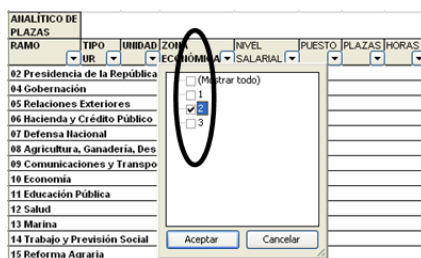 ANALÍTICO DE
PLAZAS
RAMO TIPO UR UNIDAD ZONA ECONÓMICA NIVEL SALARIAL PUESTO PLAZAS HORAS
(Mostrar todo)
1
2
3
02 Presidencia de la República
04 Gobernación
05 Relaciones Exteriores
06 Hacienda y Crédito Público
07 Defensa Nacional
08 Agricultura, Ganadería, Des
09 Comunicaciones y Transpo
10 Economía
11 Educación Pública
12 Salud
13 Marina
14 Trabajo y Previsión Social
15 Reforma Agraria
Aceptar Cancelar